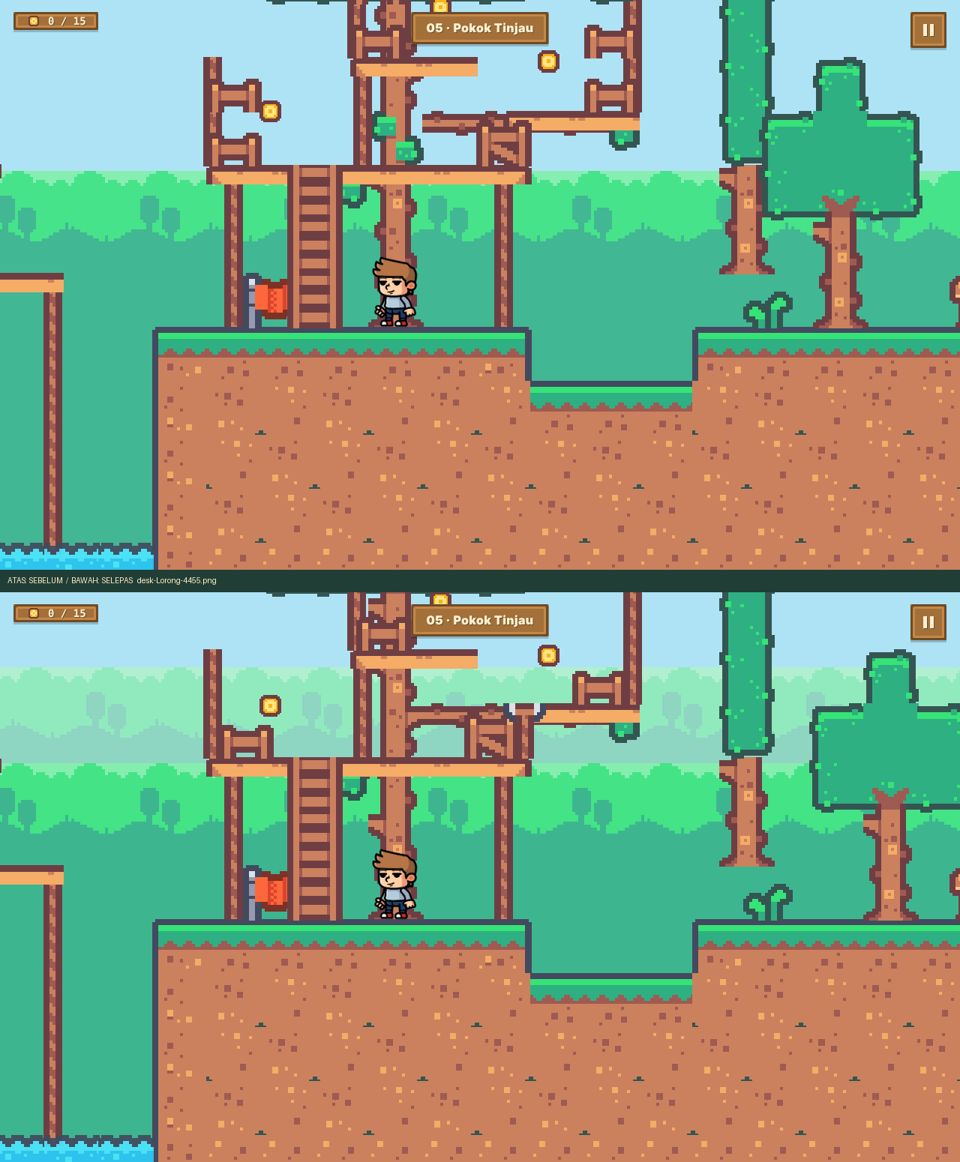 0 / 15
05 · Pokok Tinjau
ATAS SEBELUM / BAWAH: SELEPAS desk-Lorong-4455.png
0 / 15
05 · Pokok Tinjau